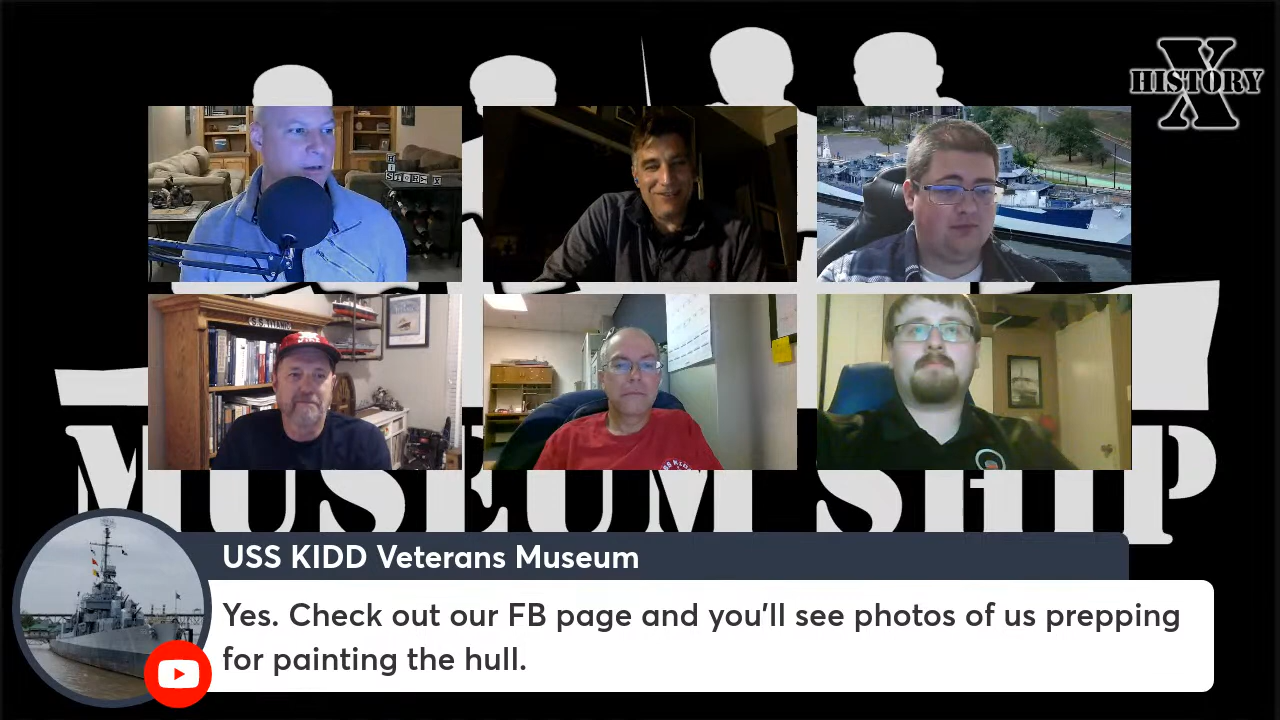 X
HISTORY
S.S. TITANIC
MUSEUM SHIP
USS KIDD Veterans Museum
Yes. Check out our FB page and you'll see photos of us prepping
for painting the hull.